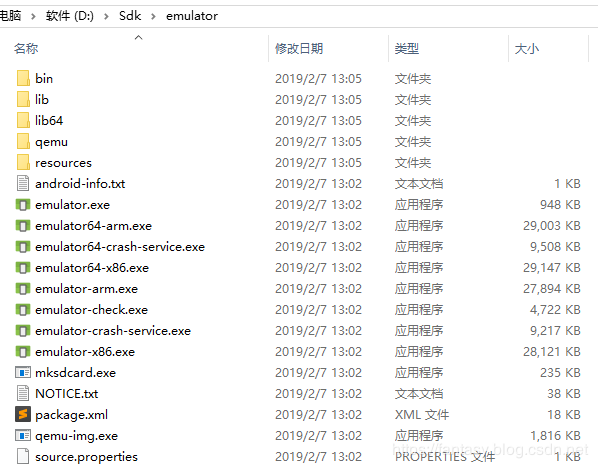 电脑 > 软件 (D:) > Sdk > emulator
名称 修改日期 类型 大小
bin 2019/2/7 13:05 文件夹
lib 2019/2/7 13:05 文件夹
lib64 2019/2/7 13:05 文件夹
qemu 2019/2/7 13:05 文件夹
resources 2019/2/7 13:05 文件夹
android-info.txt 2019/2/7 13:02 文本文档 1 KB
emulator.exe 2019/2/7 13:02 应用程序 948 KB
emulator64-arm.exe 2019/2/7 13:02 应用程序 29,003 KB
emulator64-crash-service.exe 2019/2/7 13:02 应用程序 9,508 KB
emulator64-x86.exe 2019/2/7 13:02 应用程序 29,147 KB
emulator-arm.exe 2019/2/7 13:02 应用程序 27,894 KB
emulator-check.exe 2019/2/7 13:02 应用程序 4,722 KB
emulator-crash-service.exe 2019/2/7 13:02 应用程序 9,217 KB
emulator-x86.exe 2019/2/7 13:02 应用程序 28,121 KB
mksdcard.exe 2019/2/7 13:02 应用程序 235 KB
NOTICE.txt 2019/2/7 13:02 文本文档 38 KB
package.xml 2019/2/7 13:02 XML 文件 18 KB
qemu-img.exe 2019/2/7 13:02 应用程序 1,816 KB
source.properties 2019/2/7 13:02 PROPERTIES 文件 1 KB